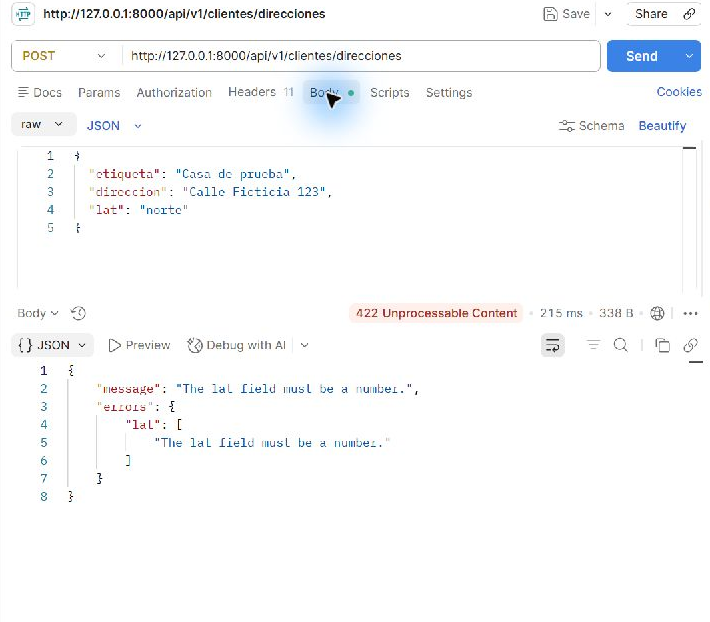 HTTP http://127.0.0.1:8000/api/v1/clientes/direcciones Save Share
POST http://127.0.0.1:8000/api/v1/clientes/direcciones Send
Docs Params Authorization Headers 11 Body Scripts Settings Cookies
raw JSON Schema Beautify
1 {
2 "etiqueta": "Casa de prueba",
3 "direccion": "Calle Ficticia 123",
4 "lat": "norte"
5 {
Body 422 Unprocessable Content • 215 ms • 338 B
{} JSON Preview Debug with AI
1 {
2 "message": "The lat field must be a number.",
3 "errors": {
4 "lat": [
5 "The lat field must be a number."
6 ]
7 }
8 }